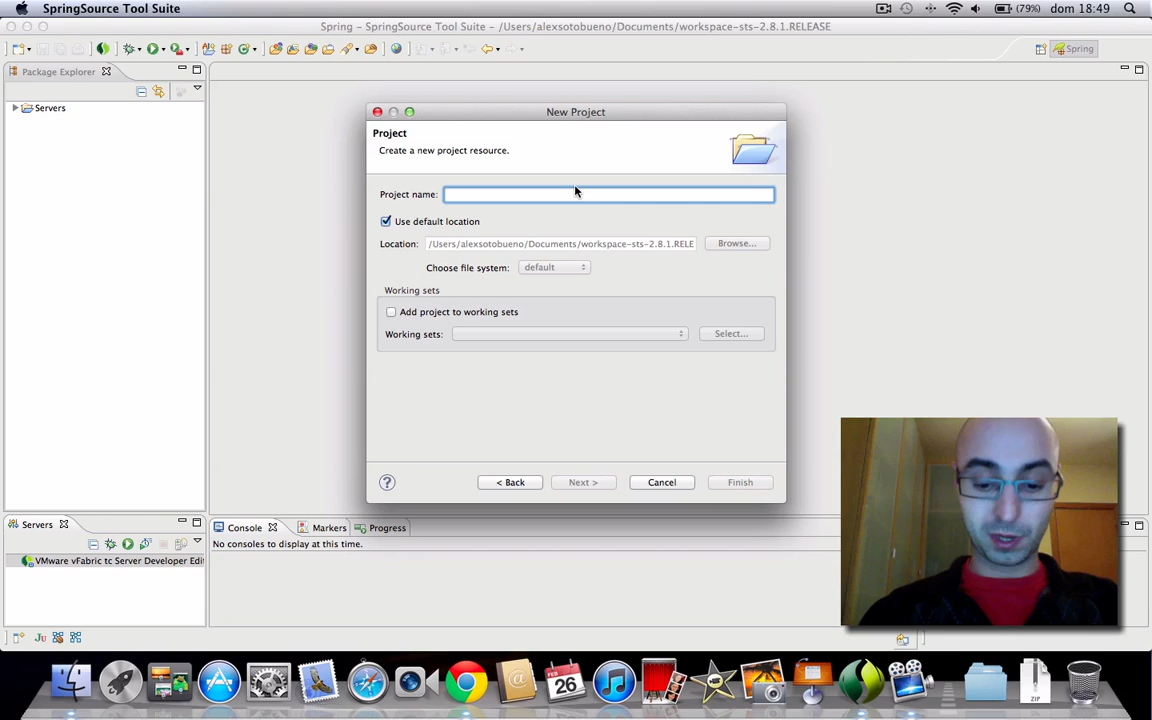 SpringSource Tool Suite
(79%) dom 18:49
Spring - SpringSource Tool Suite - /Users/alexsotobueno/Documents/workspace-sts-2.8.1.RELEASE
Spring
Package Explorer
Servers
New Project
Project
Create a new project resource.
Project name:
Use default location
Location: /Users/alexsotobueno/Documents/workspace-sts-2.8.1.RELE Browse...
Choose file system: default
Working sets
Add project to working sets
Working sets: Select...
? < Back Next > Cancel Finish
Servers
VMware vFabric tc Server Developer Edi
Console Markers Progress
No consoles to display at this time.
Ju
FEB
26
ZIP